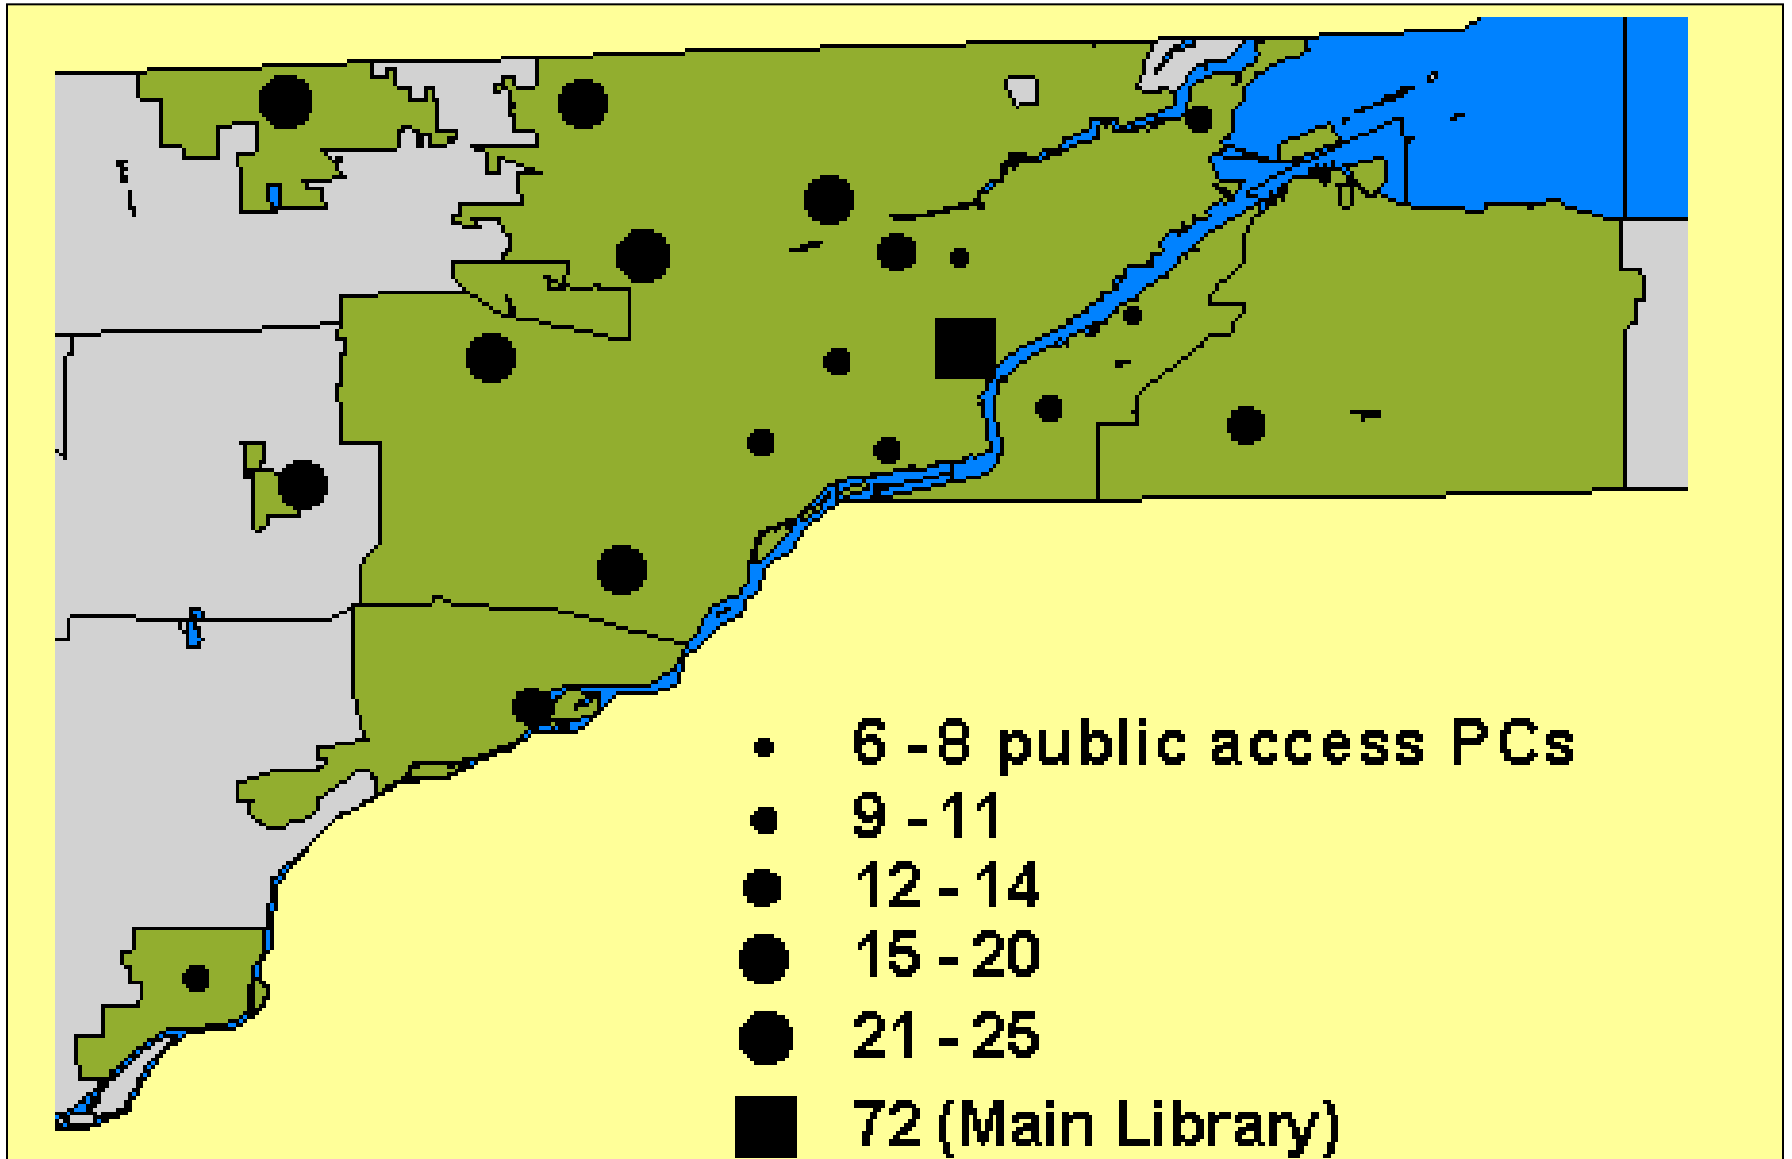 6 -8 public access PCs
9 - 11
12 - 14
15 - 20
21 - 25
72 (Main Library)